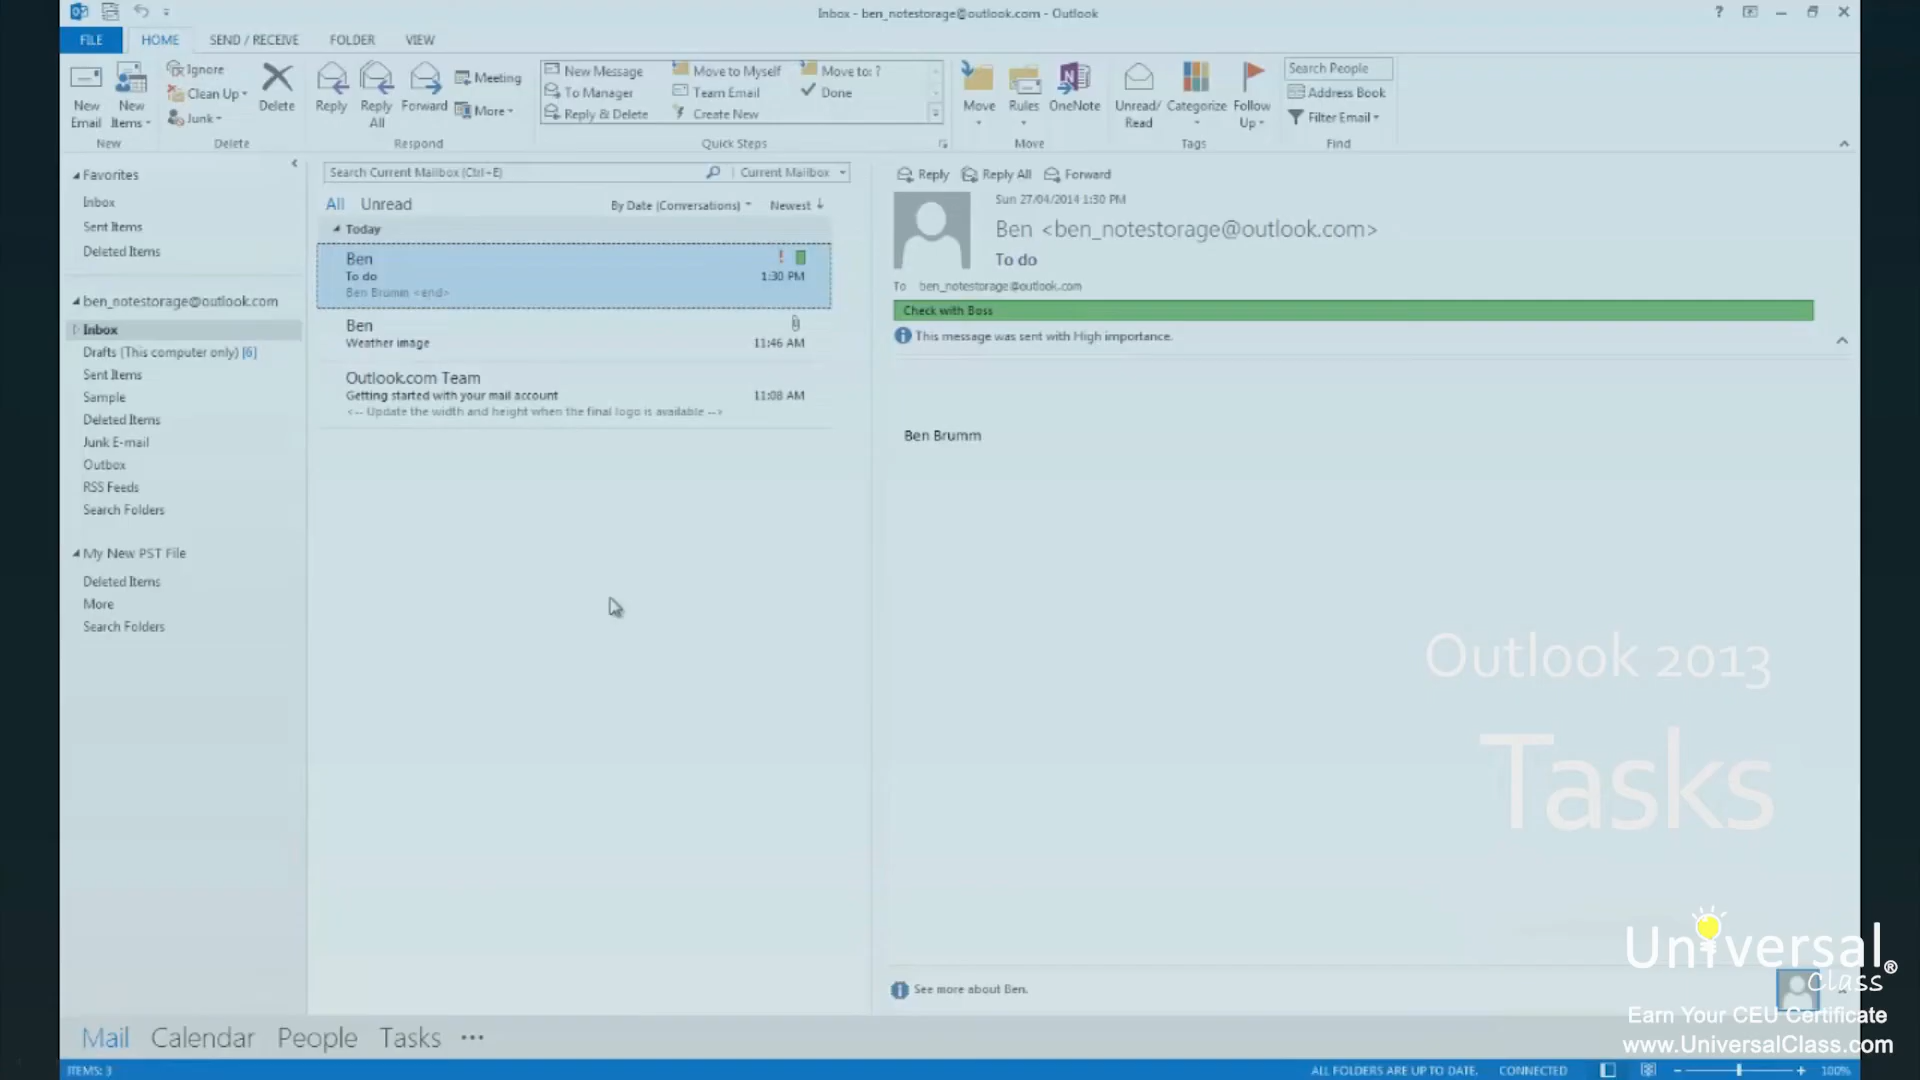 Inbox - ben_notestorage@outlook.com - Outlook
FILE HOME SEND / RECEIVE FOLDER VIEW
New Email
New Items
Ignore
Clean Up
Junk
Delete
Reply
Reply All
Forward
Meeting
More
New Message
To Manager
Reply & Delete
Move to Myself
Team Email
Create New
Move to: ?
Done
Move
Rules
OneNote
Unread/ Read
Categorize
Follow Up
Search People
Address Book
Filter Email
New Delete Respond Quick Steps Move Tags Find
Favorites
Inbox
Sent Items
Deleted Items
ben_notestorage@outlook.com
Inbox
Drafts (This computer only) [6]
Sent Items
Sample
Deleted Items
Junk E-mail
Outbox
RSS Feeds
Search Folders
My New PST File
Deleted Items
More
Search Folders
Search Current Mailbox (Ctrl+E)
Current Mailbox
All Unread
By Date (Conversations) Newest
Today
Ben
To do 1:30 PM
Ben Brumm <end>
Ben
Weather image 11:46 AM
Outlook.com Team
Getting started with your mail account 11:08 AM
<-- Update the width and height when the final logo is available -->
Reply Reply All Forward
Sun 27/04/2014 1:30 PM
Ben <ben_notestorage@outlook.com>
To do
To ben_notestorage@outlook.com
Check with Boss
This message was sent with High importance.
Ben Brumm
Outlook 2013
Tasks
See more about Ben.
Universal®
Class
Earn Your CEU Certificate
www.UniversalClass.com
Mail Calendar People Tasks ...
ITEMS: 3
ALL FOLDERS ARE UP TO DATE. CONNECTED 100%